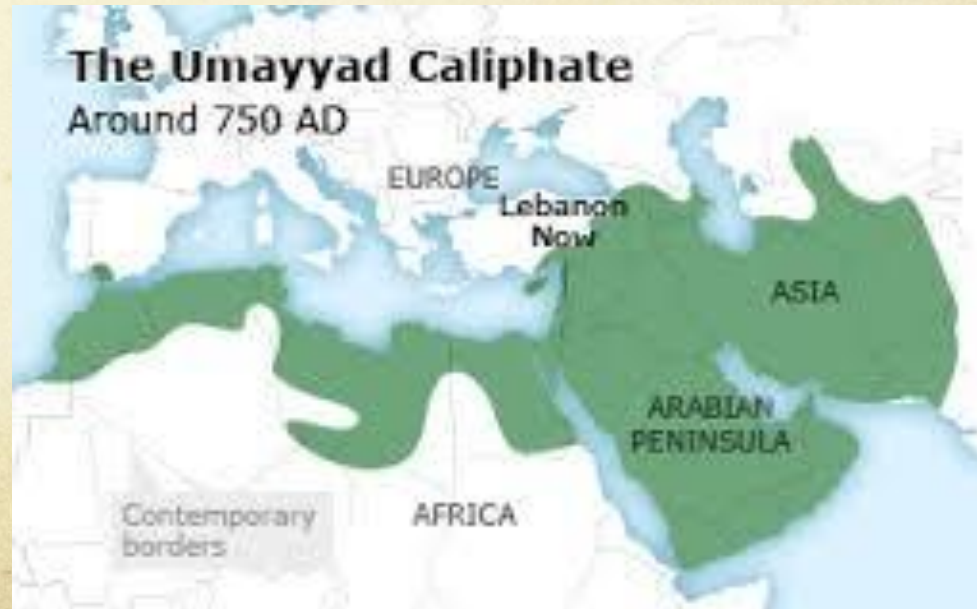 The Umayyad Caliphate
Around 750 AD
EUROPE
Lebanon
Now
ASIA
ARABIAN
PENINSULA
AFRICA
Contemporary
borders